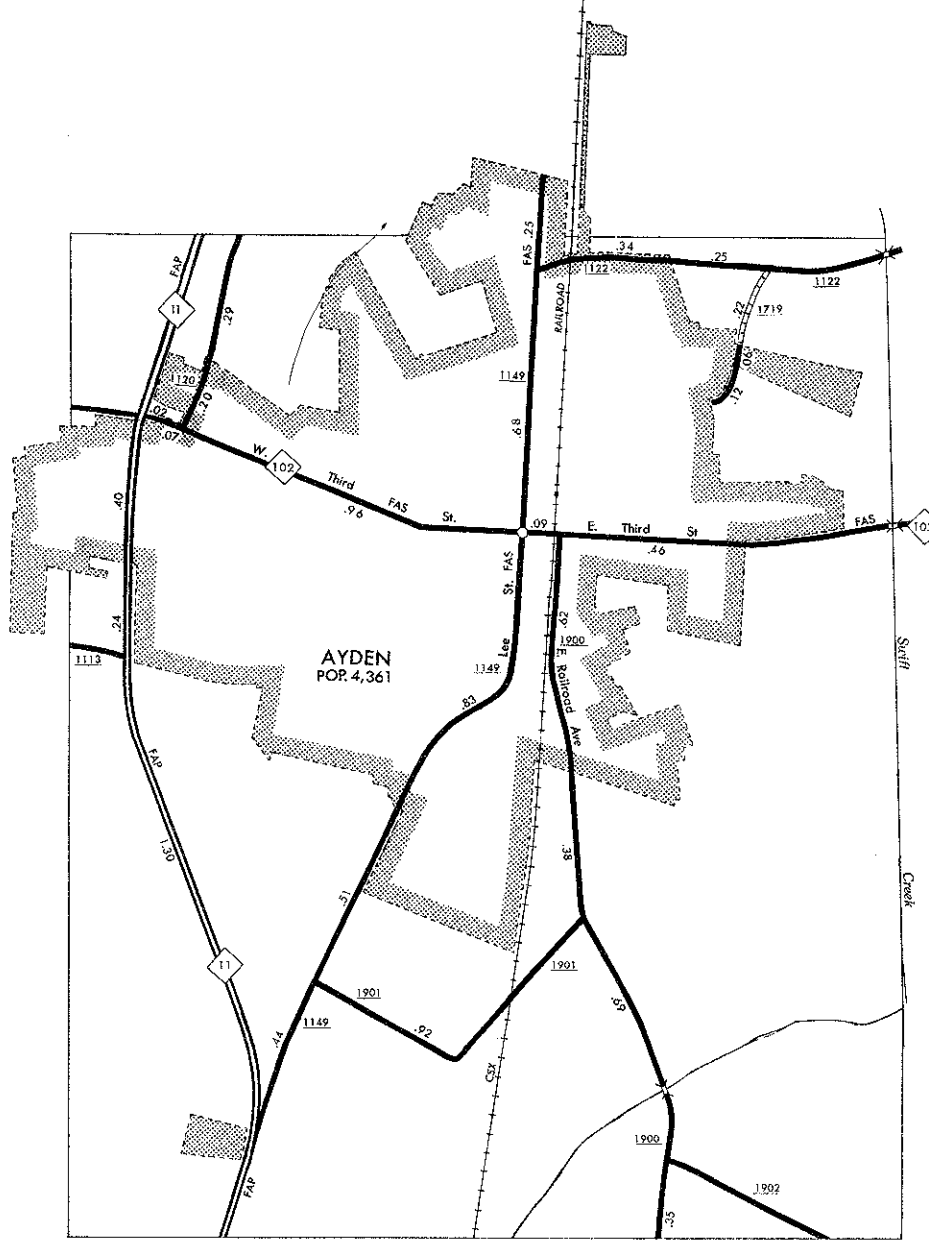 FAP
11
.29
1120
.20
.02
.07
W.
102
Third
FAS
.96
St.
FAS .25
1149
.68
RAILROAD
1122
.34
.25
1122
.22
1719
.06
.12
.09
E. Third St
.46
FAS
.40
.24
1113
FAP
1.30
11
FAP
AYDEN
POP. 4,361
St. FAS
Lee
1149
.83
.62
1900
E. Railroad Ave
.38
.51
1149
.44
1901
.92
1901
CSX
.69
1900
.35
1902
Swift
Creek